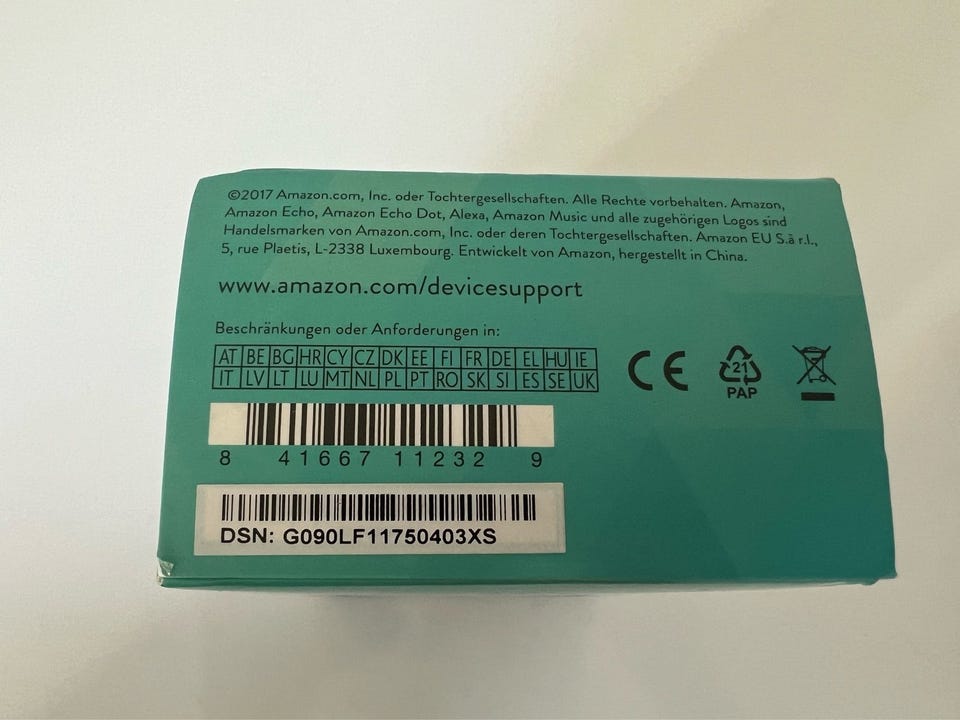 ©2017 Amazon.com, Inc. oder Tochtergesellschaften. Alle Rechte vorbehalten. Amazon,
Amazon Echo, Amazon Echo Dot, Alexa, Amazon Music und alle zugehörigen Logos sind
Handelsmarken von Amazon.com, Inc. oder deren Tochtergesellschaften. Amazon EU S.à r.l.,
5, rue Plaetis, L-2338 Luxembourg. Entwickelt von Amazon, hergestellt in China.
www.amazon.com/devicesupport
Beschränkungen oder Anforderungen in:
AT BE BG HR CY CZ DK EE FI FR DE EL HU IE
IT LV LT LU MT NL PL PT RO SK SI ES SE UK
CE
21
PAP
8 41667 11232 9
DSN: G090LF11750403XS